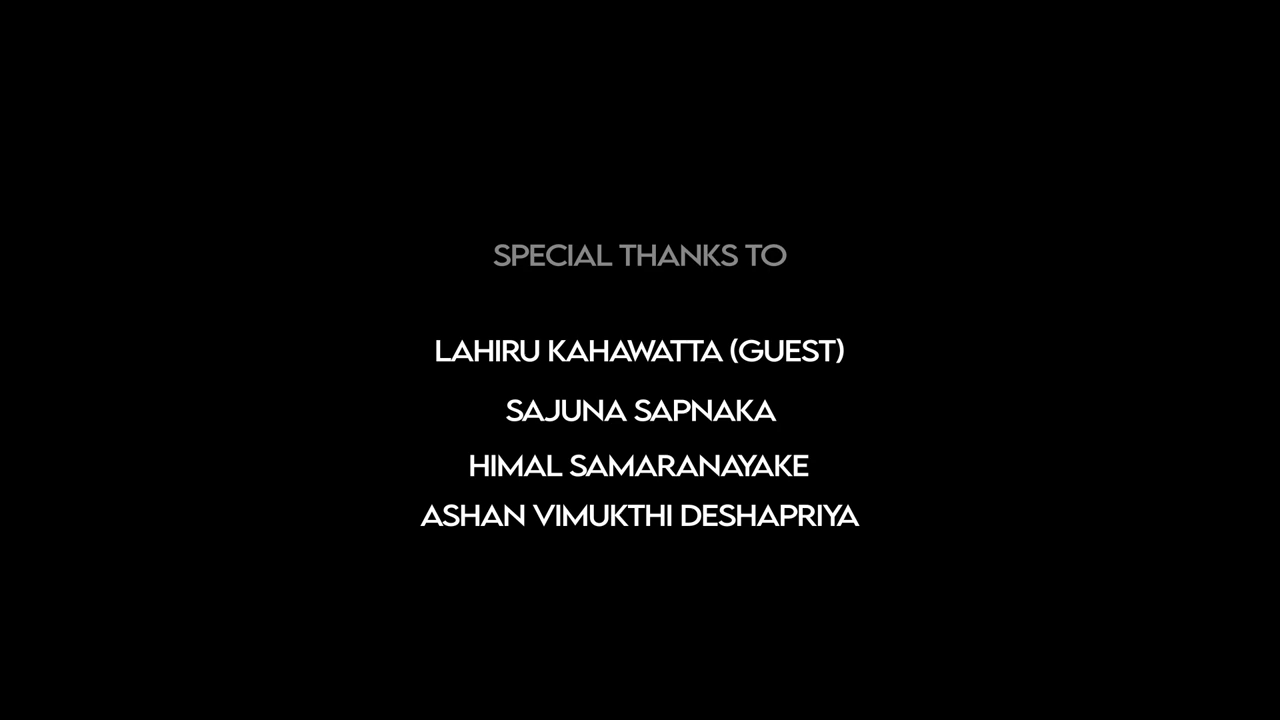 SPECIAL THANKS TO
LAHIRU KAHAWATTA (GUEST)
SAJUNA SAPNAKA
HIMAL SAMARANAYAKE
ASHAN VIMUKTHI DESHAPRIYA